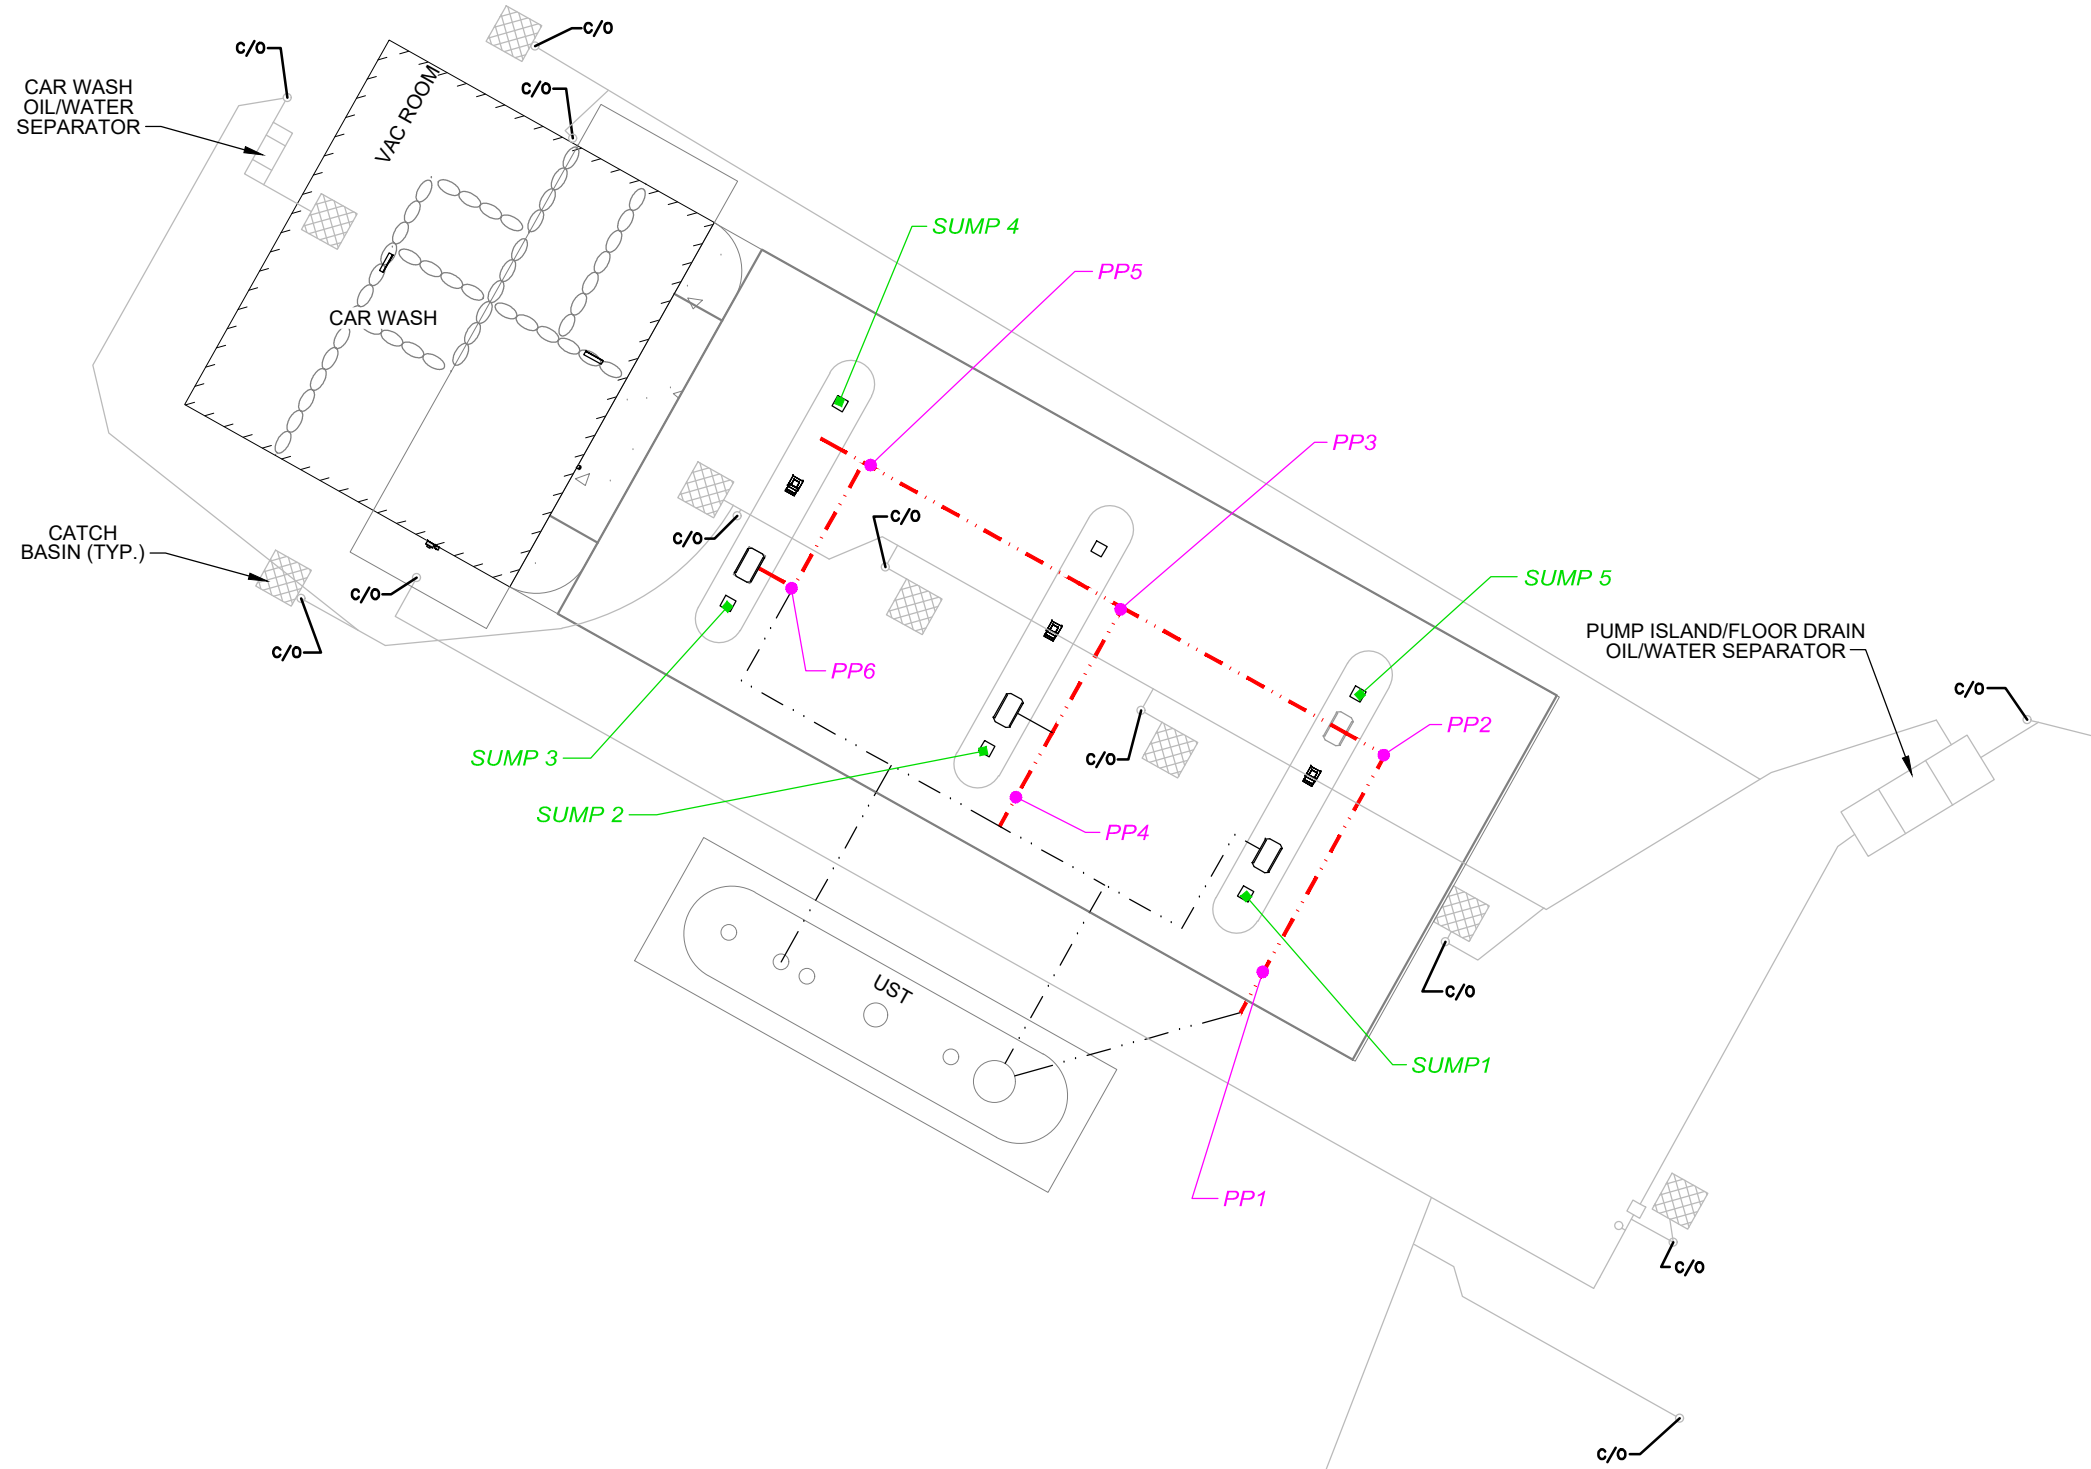 c/o
c/o
CAR WASH
OIL/WATER
SEPARATOR
VAC ROOM
c/o
SUMP 4
PP5
CAR WASH
PP3
c/o
c/o
CATCH
BASIN (TYP.)
SUMP 5
c/o
PUMP ISLAND/FLOOR DRAIN
OIL/WATER SEPARATOR
c/o
PP6
c/o
PP2
SUMP 3
c/o
SUMP 2
PP4
UST
c/o
SUMP1
PP1
c/o
c/o